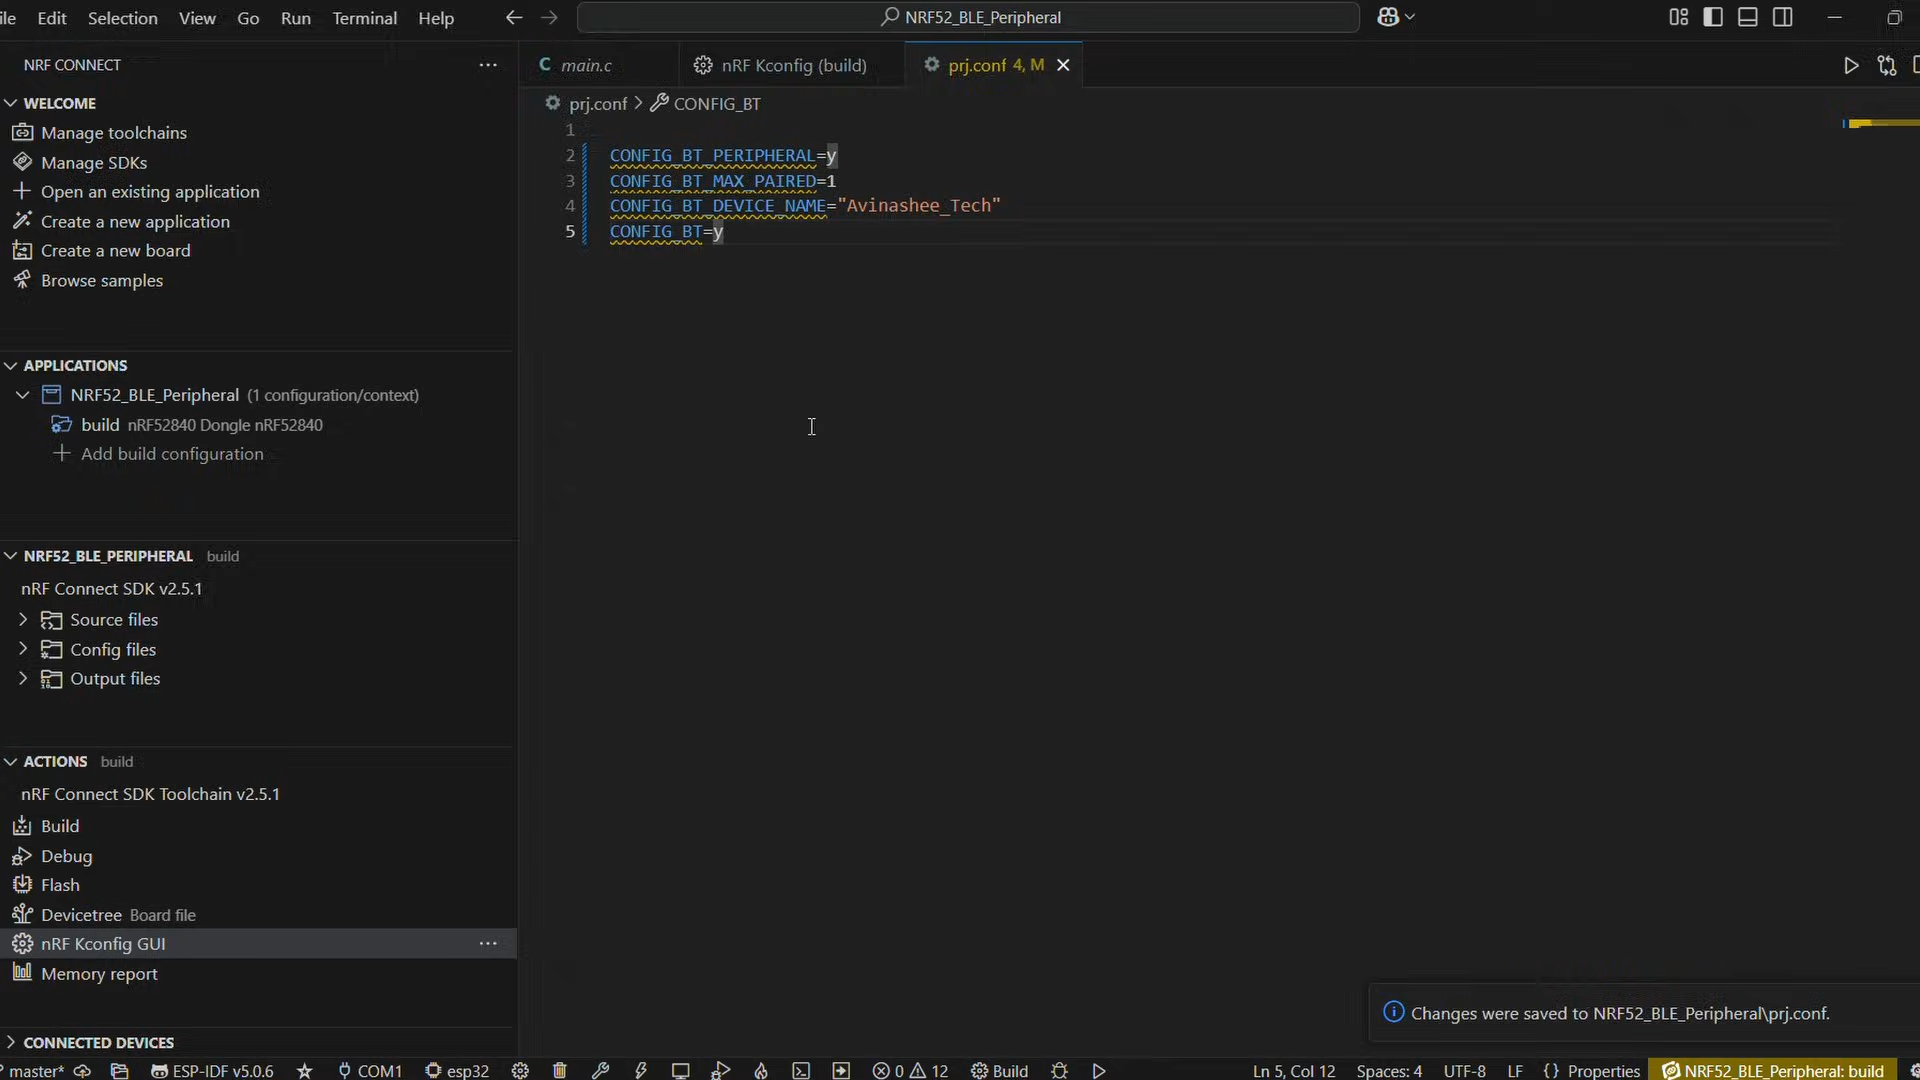 ile Edit Selection View Go Run Terminal Help NRF52_BLE_Peripheral
NRF CONNECT
main.c nRF Kconfig (build) prj.conf 4, M
WELCOME
prj.conf > CONFIG_BT
Manage toolchains
Manage SDKs
Open an existing application
Create a new application
Create a new board
Browse samples
1
2 CONFIG_BT_PERIPHERAL=y
3 CONFIG_BT_MAX_PAIRED=1
4 CONFIG_BT_DEVICE_NAME="Avinashee_Tech"
5 CONFIG_BT=y
APPLICATIONS
NRF52_BLE_Peripheral (1 configuration/context)
build nRF52840 Dongle nRF52840
Add build configuration
NRF52_BLE_PERIPHERAL build
nRF Connect SDK v2.5.1
Source files
Config files
Output files
ACTIONS build
nRF Connect SDK Toolchain v2.5.1
Build
Debug
Flash
Devicetree Board file
nRF Kconfig GUI
Memory report
Changes were saved to NRF52_BLE_Peripheral\prj.conf.
CONNECTED DEVICES
master* ESP-IDF v5.0.6 COM1 esp32 0 12 Build Ln 5, Col 12 Spaces: 4 UTF-8 LF {} Properties NRF52_BLE_Peripheral: build